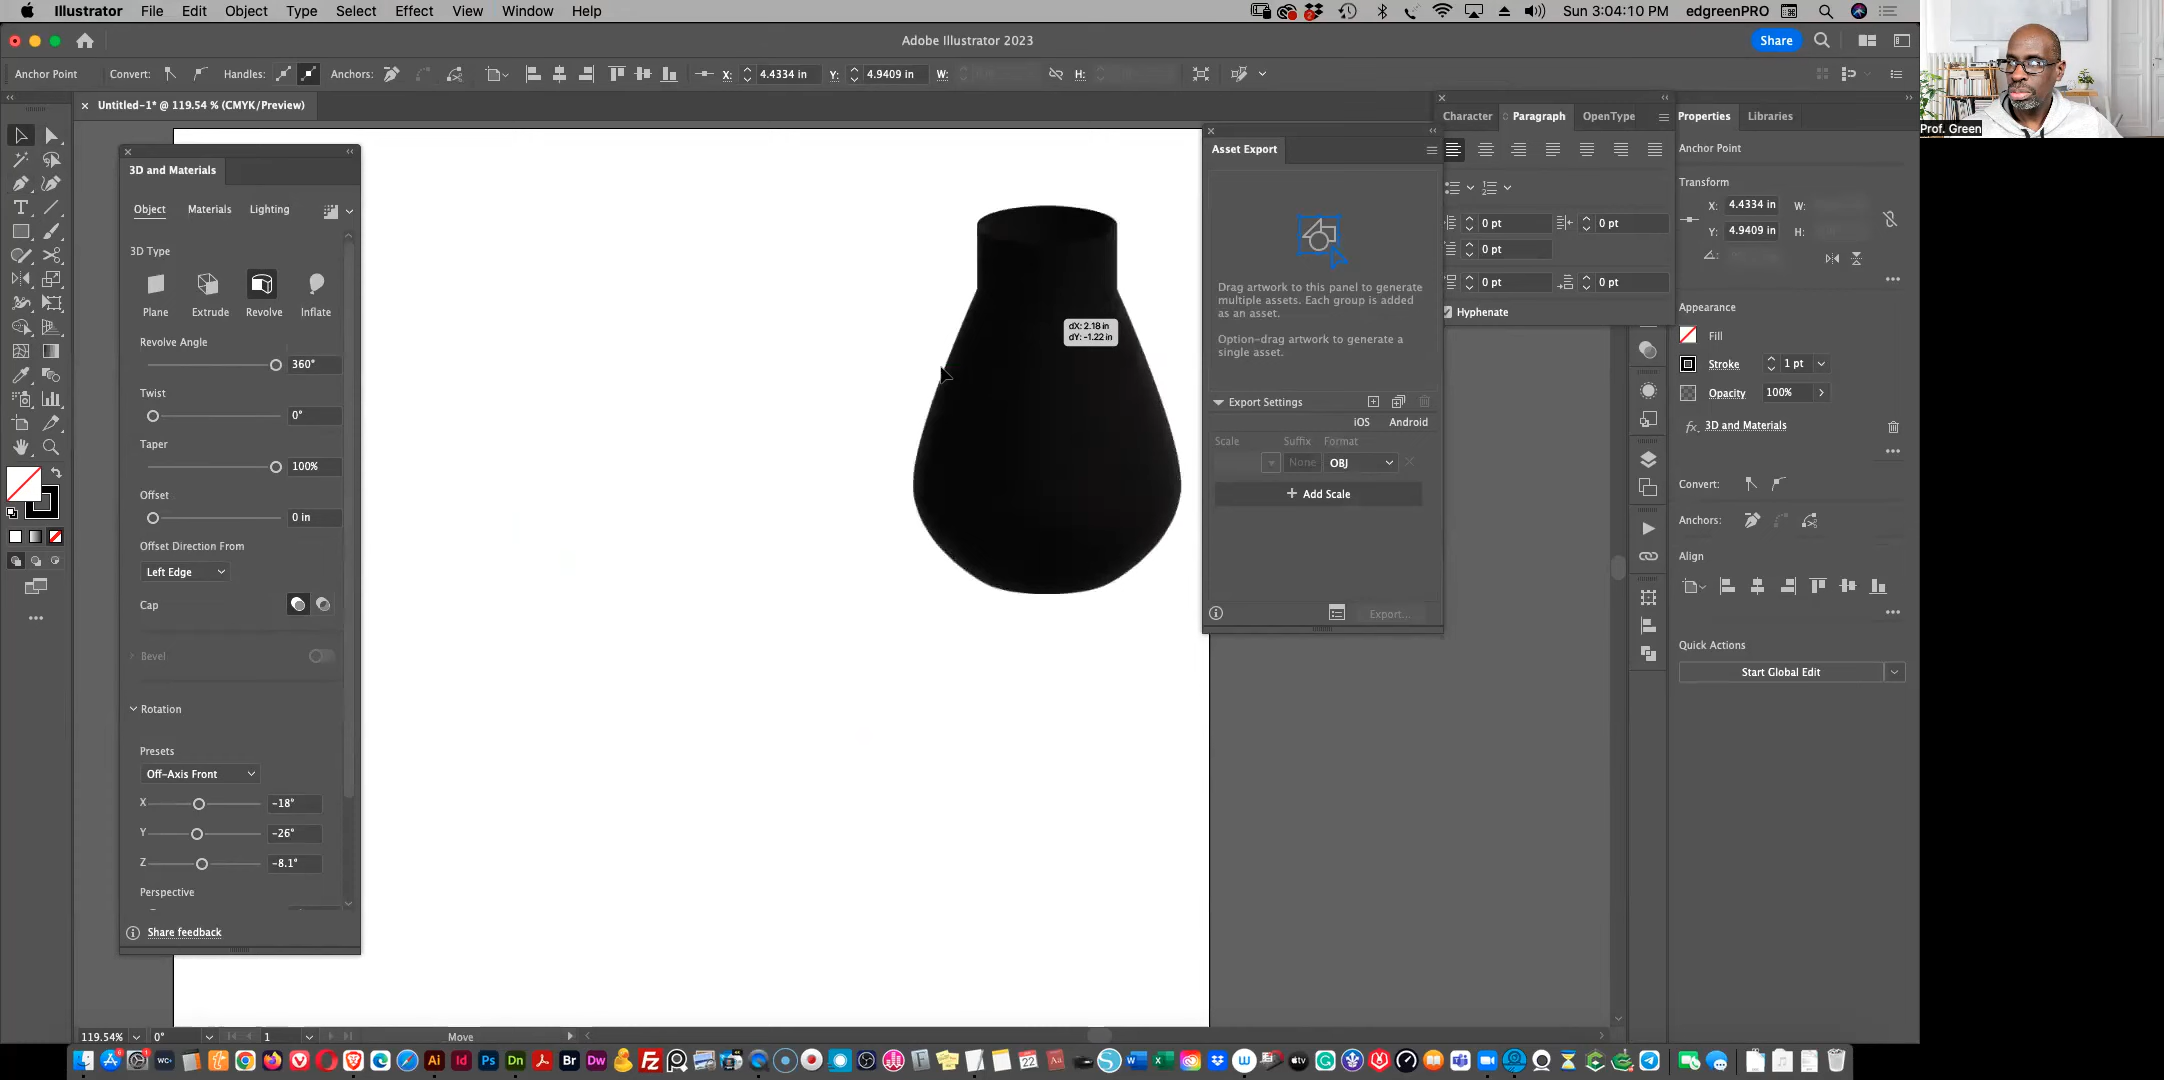 Illustrator File Edit Object Type Select Effect View Window Help
Sun 3:04:10 PM edgreenPRO
Adobe Illustrator 2023
Share
Anchor Point Convert: Handles: Anchors: X: 4.4334 in Y: 4.9409 in W: H:
Untitled-1* @ 119.54 % (CMYK/Preview)
3D and Materials
Object Materials Lighting
3D Type
Plane Extrude Revolve Inflate
Revolve Angle
360°
Twist
0°
Taper
100%
Offset
0 in
Offset Direction From
Left Edge
Cap
Bevel
Rotation
Presets
Off-Axis Front
X -18°
Y -26°
Z -8.1°
Perspective
Share feedback
dX: 2.18 in
dY: -1.22 in
Asset Export
Drag artwork to this panel to generate
multiple assets. Each group is added
as an asset.
Option-drag artwork to generate a
single asset.
Export Settings
iOS Android
Scale Suffix Format
None OBJ
+ Add Scale
Export...
Character Paragraph OpenType
0 pt 0 pt
0 pt
0 pt 0 pt
Hyphenate
Properties Libraries
Anchor Point
Transform
X: 4.4334 in W:
Y: 4.9409 in H:
Appearance
Fill
Stroke 1 pt
Opacity 100%
fx 3D and Materials
Convert:
Anchors:
Align
Quick Actions
Start Global Edit
Prof. Green
119.54% 0° 1 Move